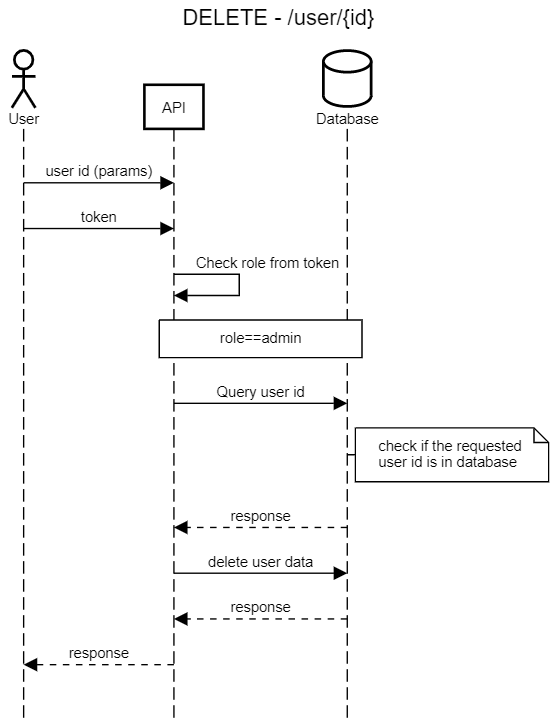 DELETE - /user/{id}
User
API
Database
user id (params)
token
Check role from token
role==admin
Query user id
check if the requested
user id is in database
response
delete user data
response
response